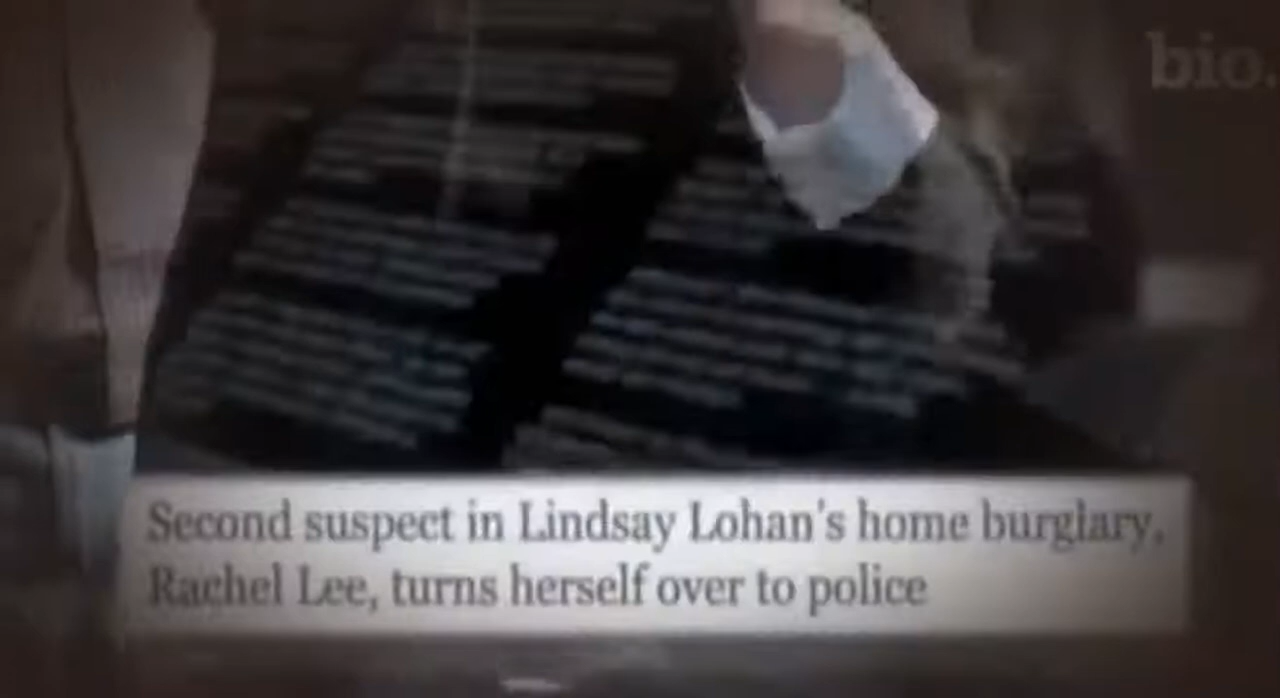 bio.
Second suspect in Lindsay Lohan's home burglary,
Rachel Lee, turns herself over to police